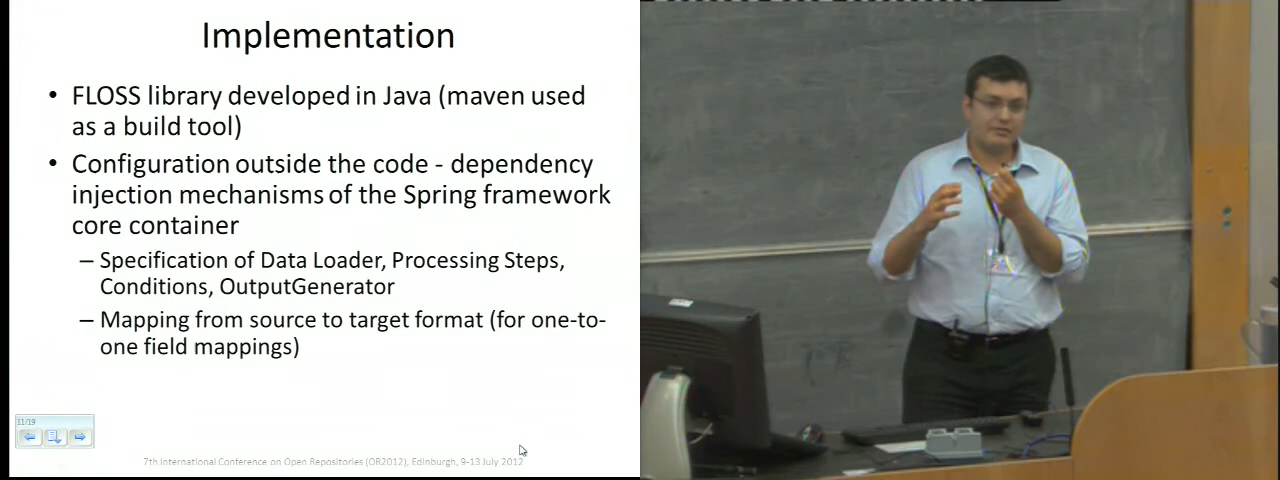 Implementation
• FLOSS library developed in Java (maven used
as a build tool)
• Configuration outside the code - dependency
injection mechanisms of the Spring framework
core container
– Specification of Data Loader, Processing Steps,
Conditions, OutputGenerator
– Mapping from source to target format (for one-to-
one field mappings)
11/19
7th International Conference on Open Repositories (OR2012), Edinburgh, 9-13 July 2012